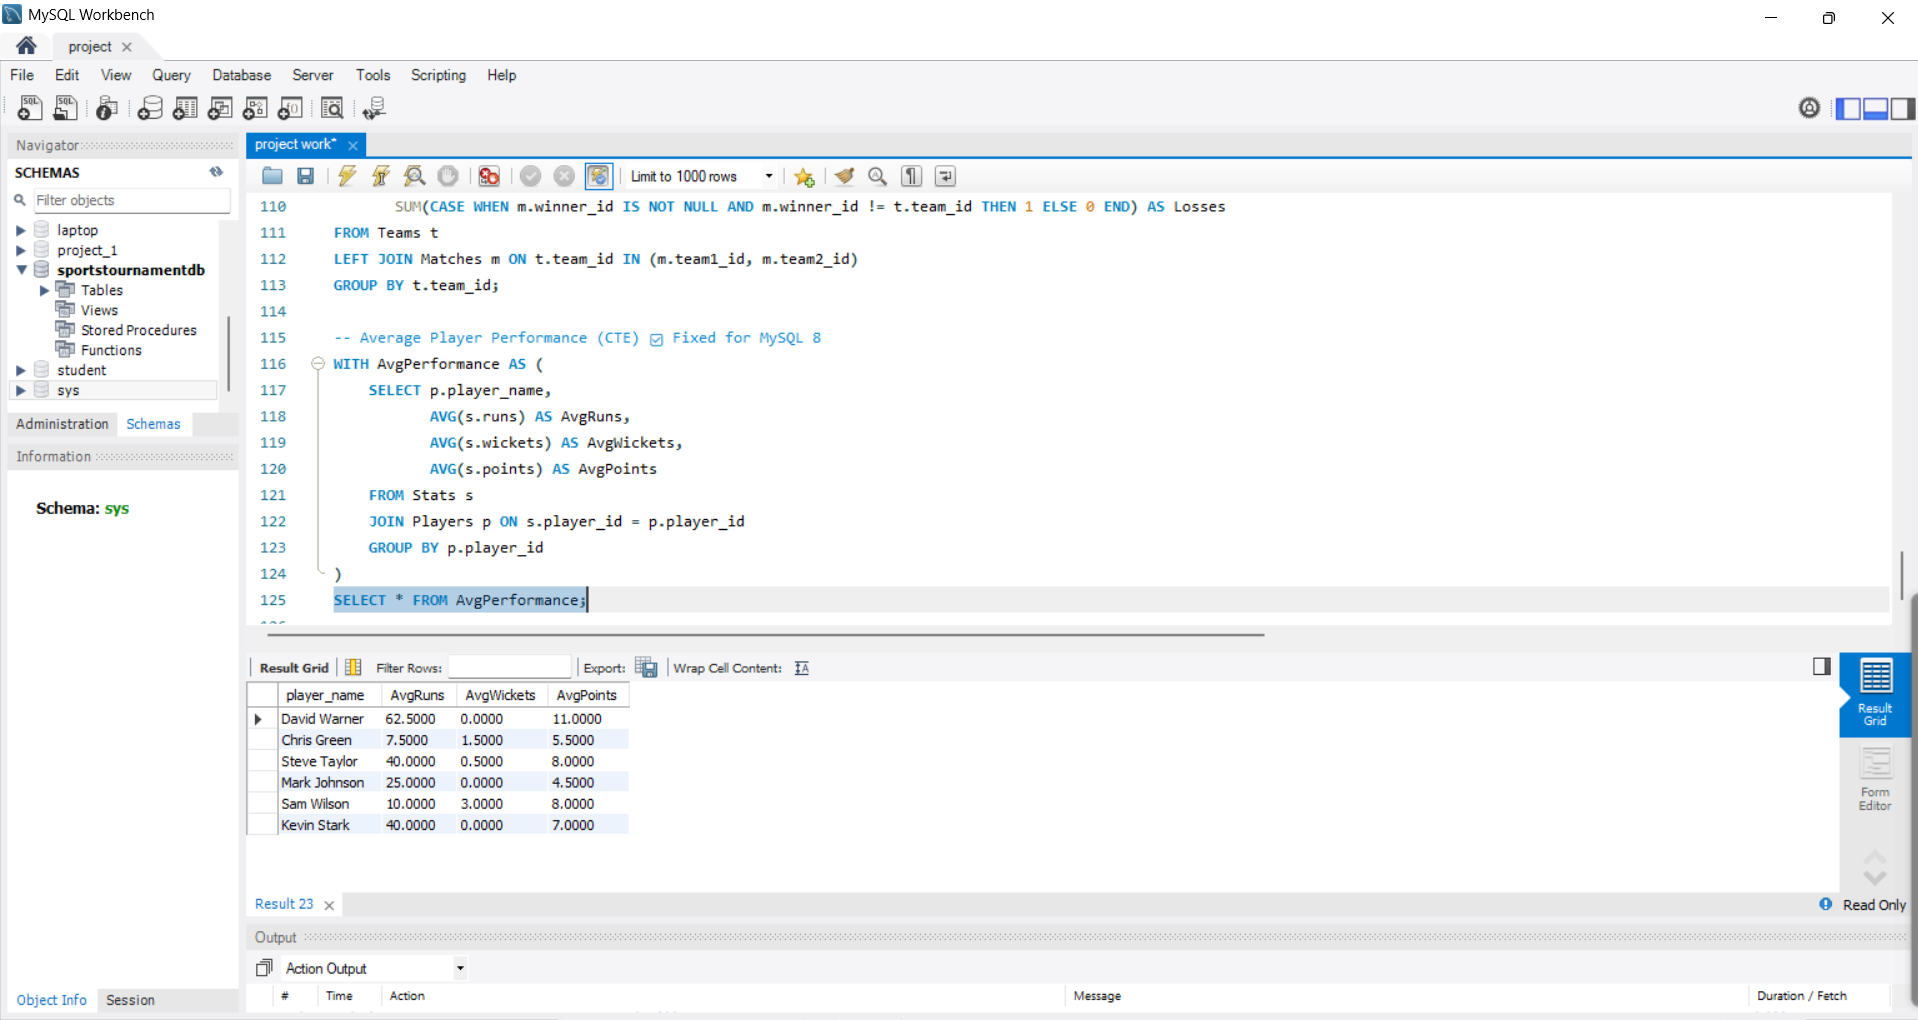 MySQL Workbench
project
File Edit View Query Database Server Tools Scripting Help
Navigator
SCHEMAS
Filter objects
laptop
project_1
sportstournamentdb
Tables
Views
Stored Procedures
Functions
student
sys
Administration Schemas
Information
Schema: sys
Object Info Session
project work*
Limit to 1000 rows
110 SUM(CASE WHEN m.winner_id IS NOT NULL AND m.winner_id != t.team_id THEN 1 ELSE 0 END) AS Losses
111 FROM Teams t
112 LEFT JOIN Matches m ON t.team_id IN (m.team1_id, m.team2_id)
113 GROUP BY t.team_id;
114
115 -- Average Player Performance (CTE) ☑ Fixed for MySQL 8
116 WITH AvgPerformance AS (
117 SELECT p.player_name,
118 AVG(s.runs) AS AvgRuns,
119 AVG(s.wickets) AS AvgWickets,
120 AVG(s.points) AS AvgPoints
121 FROM Stats s
122 JOIN Players p ON s.player_id = p.player_id
123 GROUP BY p.player_id
124 )
125 SELECT * FROM AvgPerformance;
Result Grid Filter Rows: Export: Wrap Cell Content:
player_name AvgRuns AvgWickets AvgPoints
David Warner 62.5000 0.0000 11.0000
Chris Green 7.5000 1.5000 5.5000
Steve Taylor 40.0000 0.5000 8.0000
Mark Johnson 25.0000 0.0000 4.5000
Sam Wilson 10.0000 3.0000 8.0000
Kevin Stark 40.0000 0.0000 7.0000
Result
Grid
Form
Editor
Result 23
Read Only
Output
Action Output
# Time Action Message Duration / Fetch